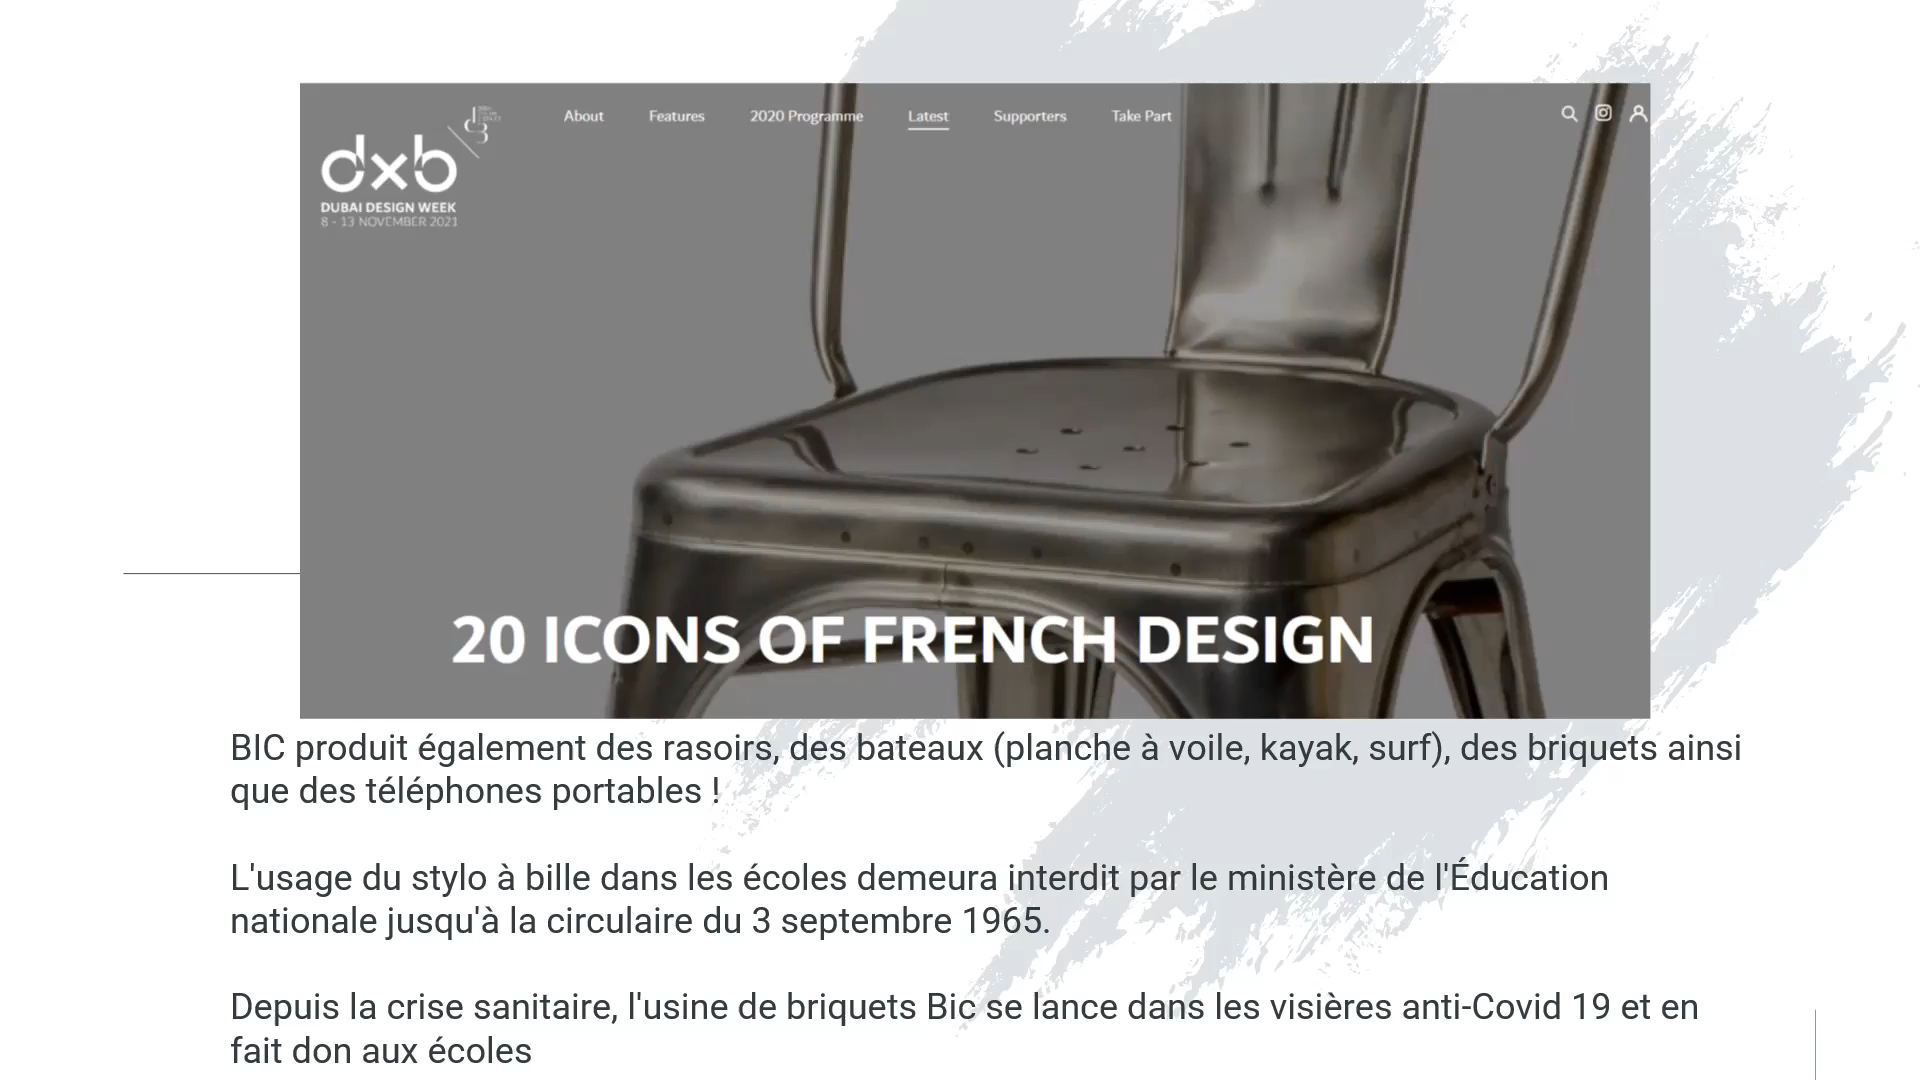 About Features 2020 Programme Latest Supporters Take Part
dxb
DUBAI DESIGN WEEK
8 - 13 NOVEMBER 2021
20 ICONS OF FRENCH DESIGN
BIC produit également des rasoirs, des bateaux (planche à voile, kayak, surf), des briquets ainsi
que des téléphones portables !
L'usage du stylo à bille dans les écoles demeura interdit par le ministère de l'Éducation
nationale jusqu'à la circulaire du 3 septembre 1965.
Depuis la crise sanitaire, l'usine de briquets Bic se lance dans les visières anti-Covid 19 et en
fait don aux écoles